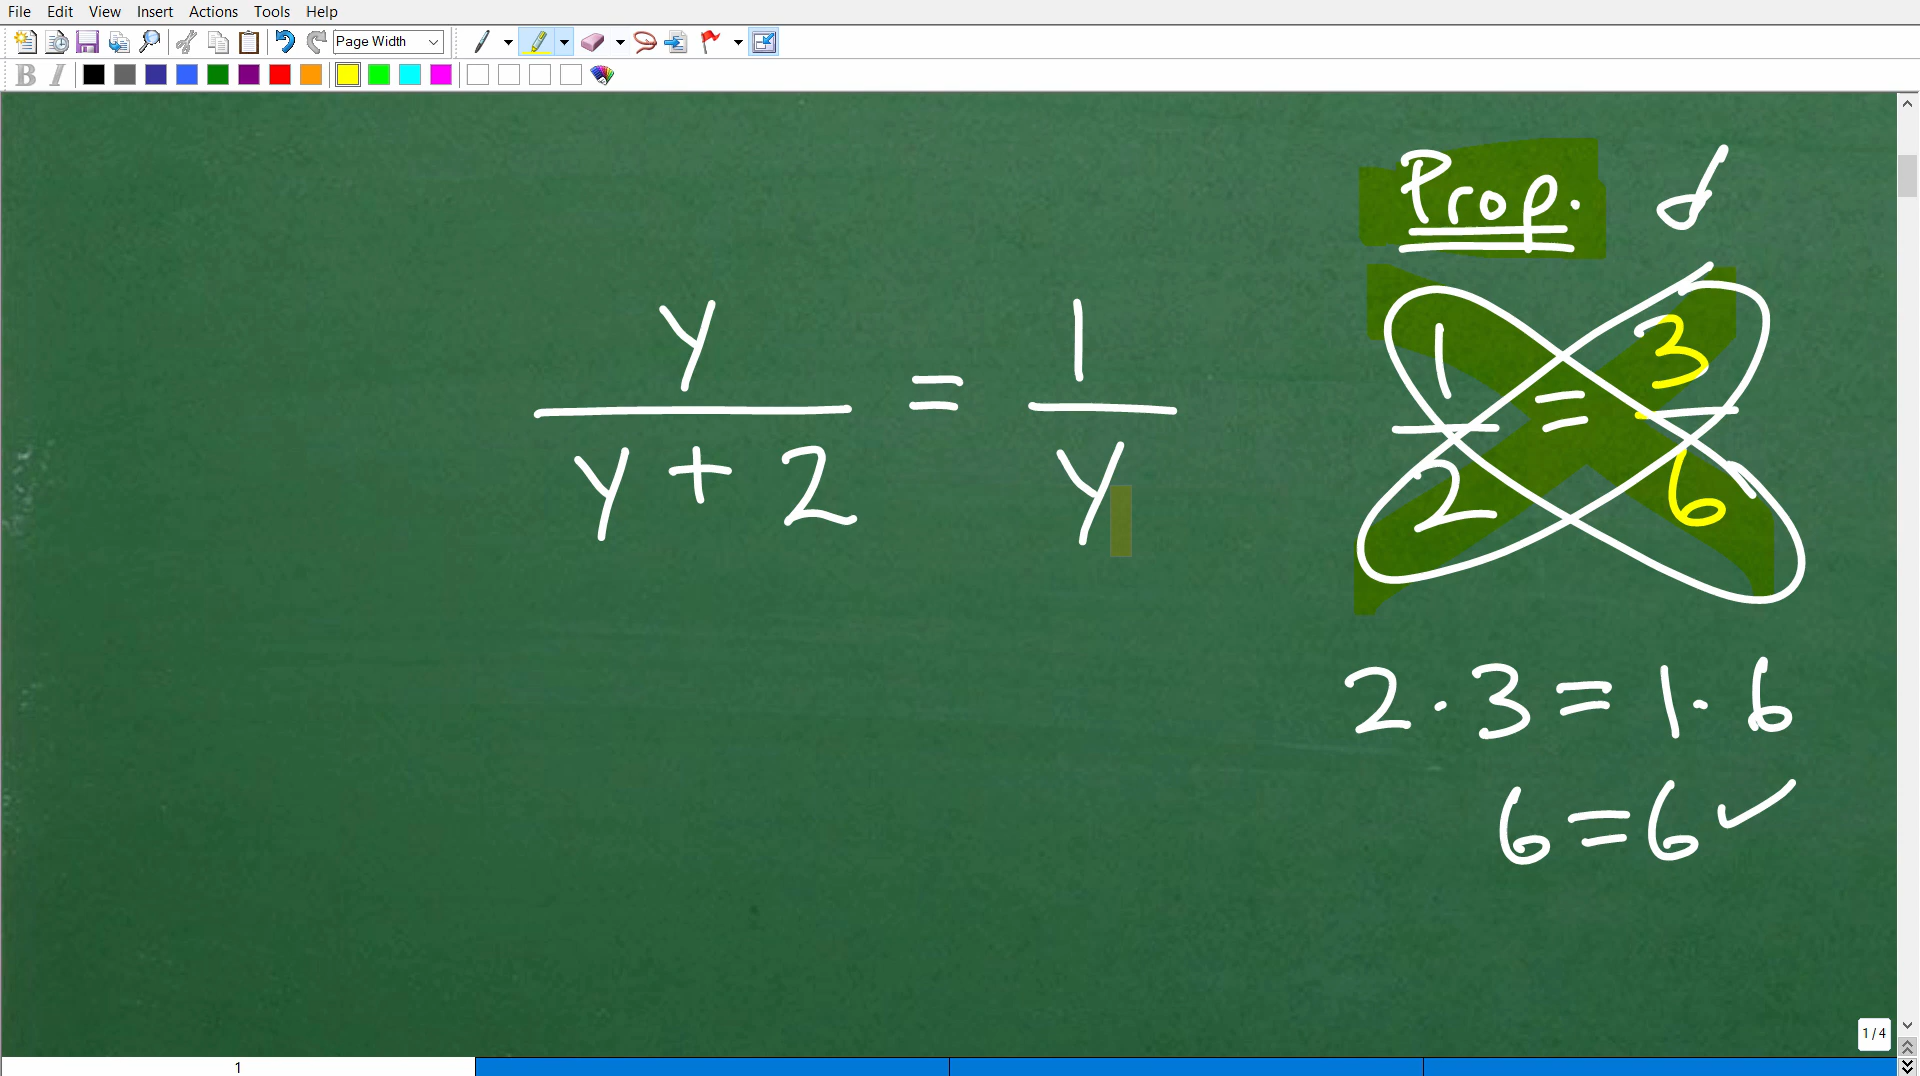 File Edit View Insert Actions Tools Help
Page Width
B I
Prop.
y / y + 2 = 1 / y
1 / 2 = 3 / 6
2 · 3 = 1 · 6
6 = 6 ✓
1 / 4
1